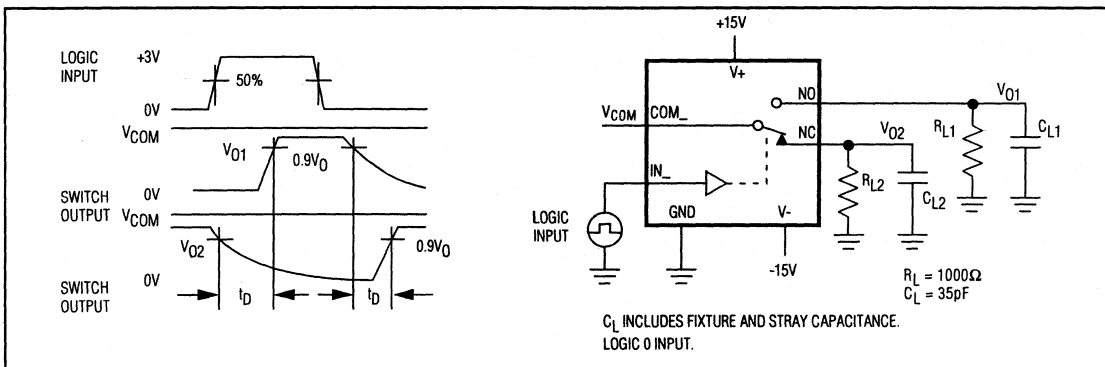 LOGIC INPUT
+3V
50%
0V
VCOM
VO1
0.9VO
SWITCH OUTPUT
0V
VCOM
VO2
0.9VO
SWITCH OUTPUT
0V
tD
tD
+15V
V+
NO
VO1
VCOM
COM_
NC
VO2
RL1
CL1
IN_
RL2
CL2
LOGIC INPUT
GND
V-
-15V
RL = 1000Ω
CL = 35pF
CL INCLUDES FIXTURE AND STRAY CAPACITANCE.
LOGIC 0 INPUT.